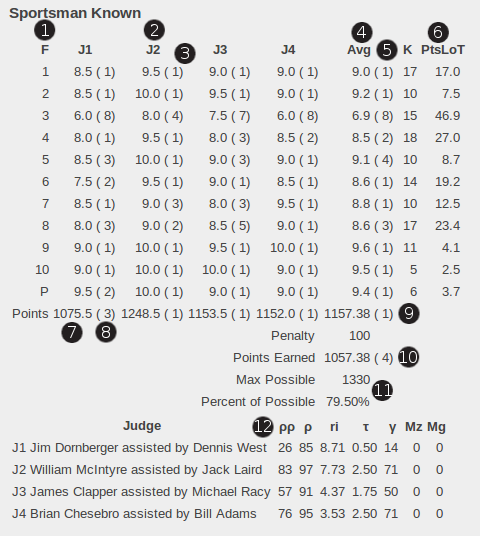 Sportsman Known
1 2 4 6
F J1 J2 3 J3 J4 Avg 5 K PtsLoT
1 8.5 ( 1) 9.5 ( 1) 9.0 ( 1) 9.0 ( 1) 9.0 ( 1) 17 17.0
2 8.5 ( 1) 10.0 ( 1) 9.5 ( 1) 9.0 ( 1) 9.2 ( 1) 10 7.5
3 6.0 ( 8) 8.0 ( 4) 7.5 ( 7) 6.0 ( 8) 6.9 ( 8) 15 46.9
4 8.0 ( 1) 9.5 ( 1) 8.0 ( 3) 8.5 ( 2) 8.5 ( 2) 18 27.0
5 8.5 ( 3) 10.0 ( 1) 9.0 ( 3) 9.0 ( 1) 9.1 ( 4) 10 8.7
6 7.5 ( 2) 9.5 ( 1) 9.0 ( 1) 8.5 ( 1) 8.6 ( 1) 14 19.2
7 8.5 ( 1) 9.0 ( 3) 8.0 ( 3) 9.5 ( 1) 8.8 ( 1) 10 12.5
8 8.0 ( 3) 9.0 ( 2) 8.5 ( 5) 9.0 ( 1) 8.6 ( 3) 17 23.4
9 9.0 ( 1) 10.0 ( 1) 9.5 ( 1) 10.0 ( 1) 9.6 ( 1) 11 4.1
10 9.0 ( 1) 10.0 ( 1) 10.0 ( 1) 9.0 ( 1) 9.5 ( 1) 5 2.5
P 9.5 ( 2) 10.0 ( 1) 9.0 ( 1) 9.0 ( 1) 9.4 ( 1) 6 3.7
Points 1075.5 ( 3) 1248.5 ( 1) 1153.5 ( 1) 1152.0 ( 1) 1157.38 ( 1) 9
7 8 Penalty 100
Points Earned 1057.38 ( 4) 10
Max Possible 1330
Percent of Possible 79.50% 11
Judge 12 ρρ ρ ri τ γ Mz Mg
J1 Jim Dornberger assisted by Dennis West 26 85 8.71 0.50 14 0 0
J2 William McIntyre assisted by Jack Laird 83 97 7.73 2.50 71 0 0
J3 James Clapper assisted by Michael Racy 57 91 4.37 1.75 50 0 0
J4 Brian Chesebro assisted by Bill Adams 76 95 3.53 2.50 71 0 0